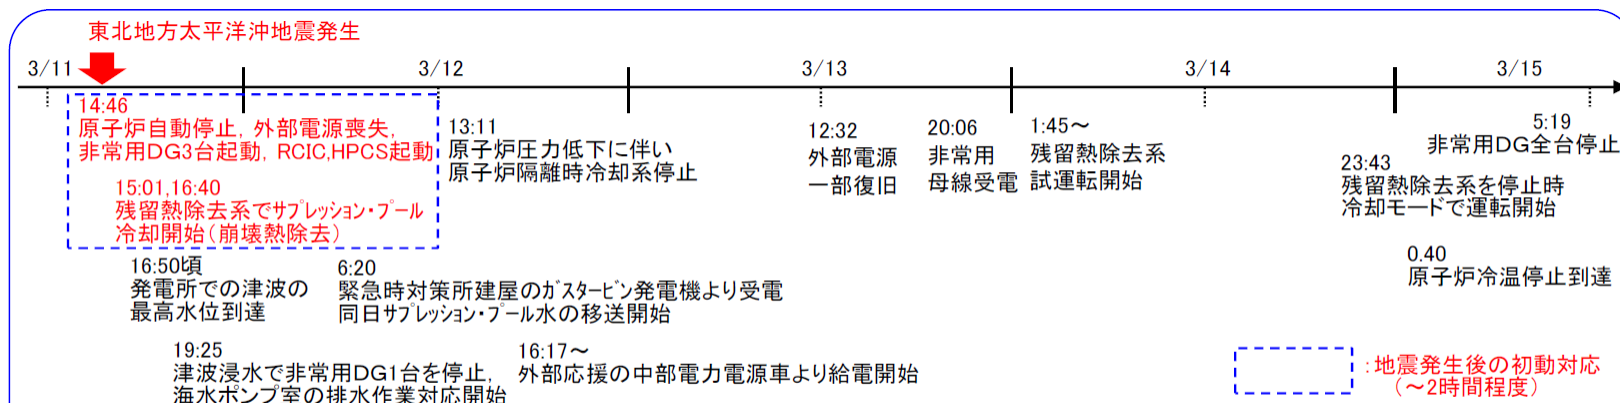 東北地方太平洋沖地震発生
3/11
3/12
3/13
3/14
3/15
14:46
原子炉自動停止，外部電源喪失，
非常用DG3台起動，RCIC,HPCS起動
15:01,16:40
残留熱除去系でｻﾌﾟﾚｯｼｮﾝ・ﾌﾟｰﾙ
冷却開始(崩壊熱除去)
13:11
原子炉圧力低下に伴い
原子炉隔離時冷却系停止
12:32
外部電源
一部復旧
20:06
非常用
母線受電
1:45～
残留熱除去系
試運転開始
5:19
非常用DG全台停止
23:43
残留熱除去系を停止時
冷却モードで運転開始
0.40
原子炉冷温停止到達
16:50頃
発電所での津波の
最高水位到達
6:20
緊急時対策所建屋のｶﾞｽﾀｰﾋﾞﾝ発電機より受電
同日ｻﾌﾟﾚｯｼｮﾝ・ﾌﾟｰﾙ水の移送開始
19:25
津波浸水で非常用DG1台を停止，
海水ポンプ室の排水作業対応開始
16:17～
外部応援の中部電力電源車より給電開始
:地震発生後の初動対応
(～2時間程度)